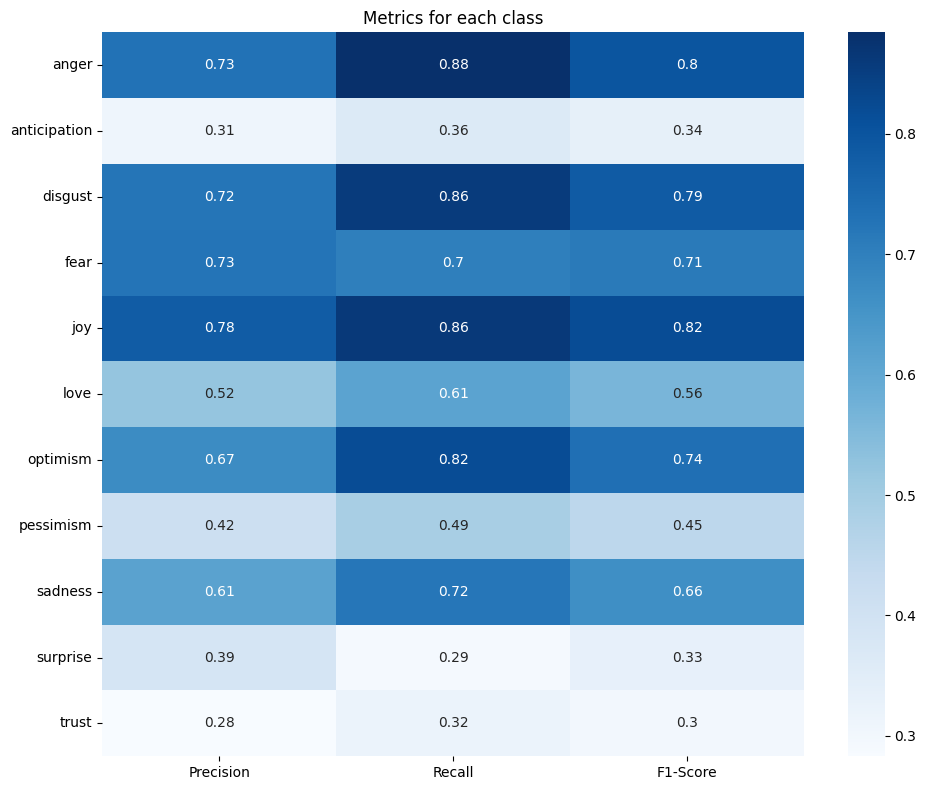 Metrics for each class
anger 0.73 0.88 0.8
anticipation 0.31 0.36 0.34
disgust 0.72 0.86 0.79
fear 0.73 0.7 0.71
joy 0.78 0.86 0.82
love 0.52 0.61 0.56
optimism 0.67 0.82 0.74
pessimism 0.42 0.49 0.45
sadness 0.61 0.72 0.66
surprise 0.39 0.29 0.33
trust 0.28 0.32 0.3
Precision Recall F1-Score
0.8
0.7
0.6
0.5
0.4
0.3